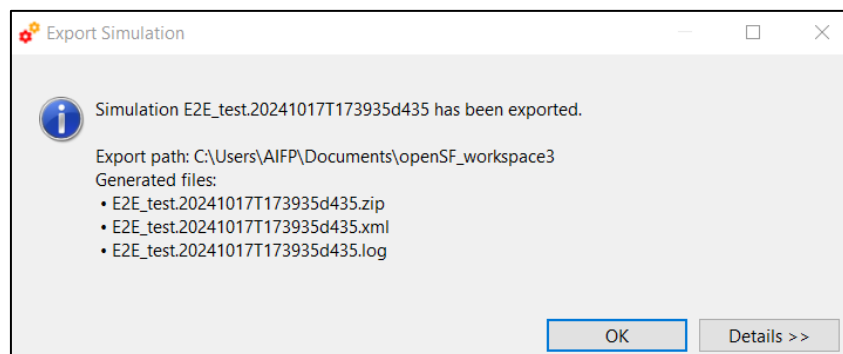 Export Simulation
Simulation E2E_test.20241017T173935d435 has been exported.
Export path: C:\Users\AIFP\Documents\openSF_workspace3
Generated files:
• E2E_test.20241017T173935d435.zip
• E2E_test.20241017T173935d435.xml
• E2E_test.20241017T173935d435.log
OK
Details >>